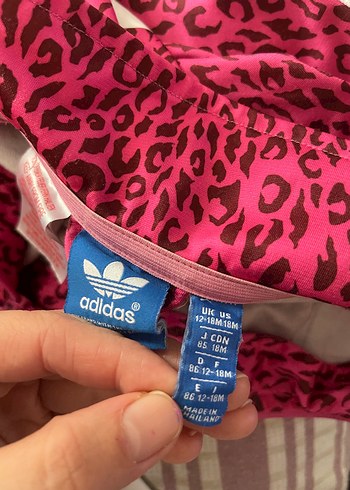 adidas®
UK US
12-18M 18M
J CDN
85 18M
D F
86 12-18M
E I
86 12-18M
MADE IN
THAILAND